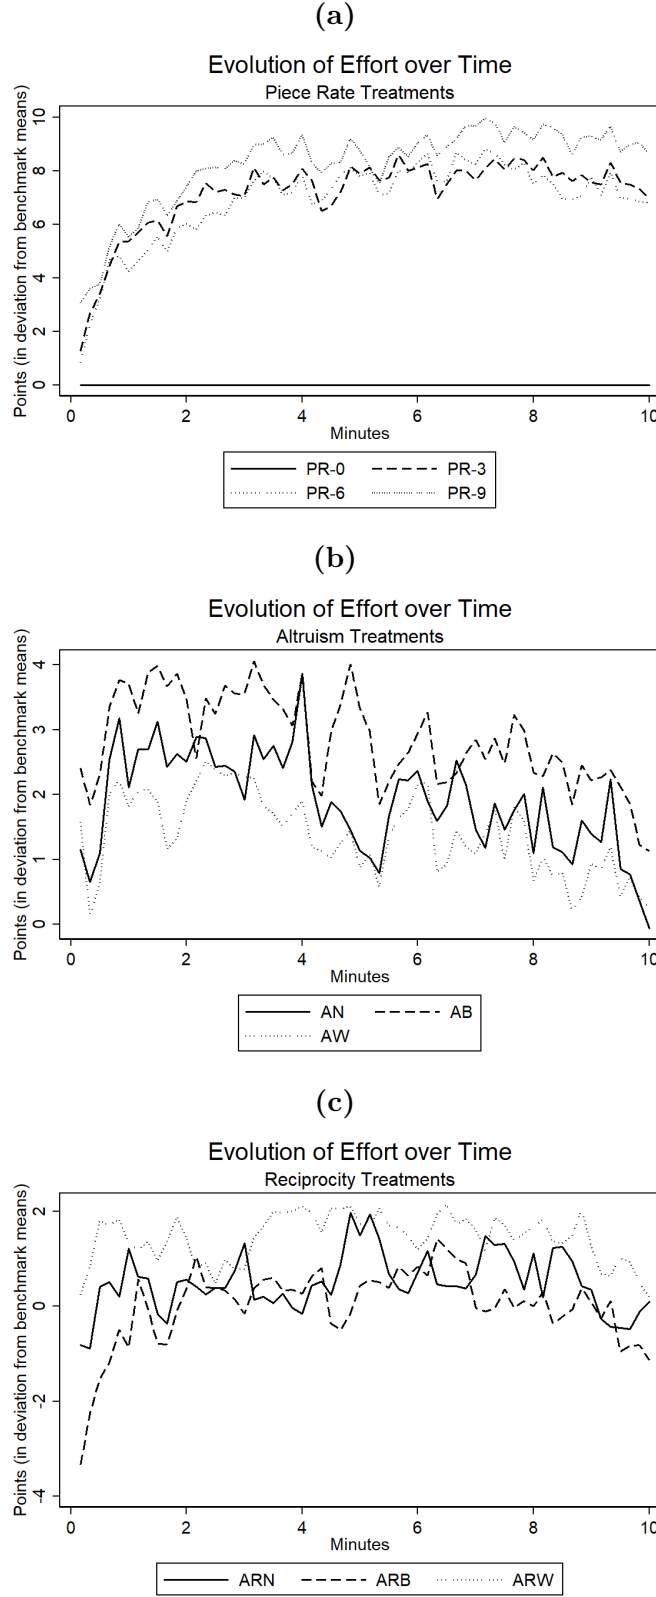 (a)
Evolution of Effort over Time
Piece Rate Treatments
Points (in deviation from benchmark means)
10
8
6
4
2
0
0 2 4 6 8 10
Minutes
PR-0 PR-3
PR-6 PR-9
(b)
Evolution of Effort over Time
Altruism Treatments
Points (in deviation from benchmark means)
4
3
2
1
0
0 2 4 6 8 10
Minutes
AN AB
AW
(c)
Evolution of Effort over Time
Reciprocity Treatments
Points (in deviation from benchmark means)
2
0
-2
-4
0 2 4 6 8 10
Minutes
ARN ARB ARW